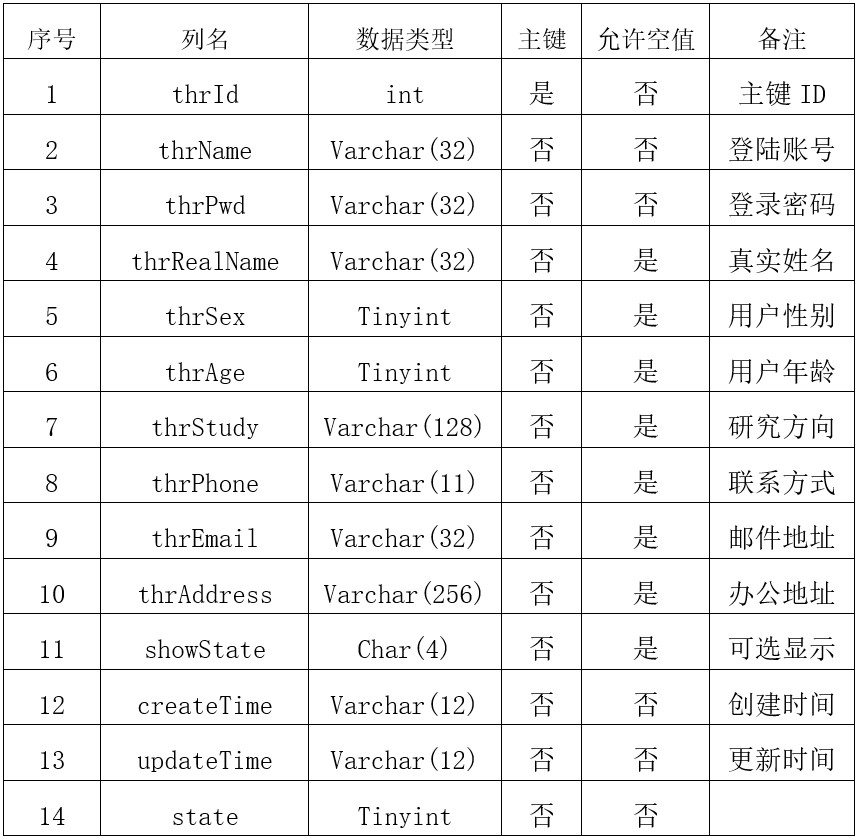 序号 列名 数据类型 主键 允许空值 备注
1 thrId int 是 否 主键 ID
2 thrName Varchar(32) 否 否 登陆账号
3 thrPwd Varchar(32) 否 否 登录密码
4 thrRealName Varchar(32) 否 是 真实姓名
5 thrSex Tinyint 否 是 用户性别
6 thrAge Tinyint 否 是 用户年龄
7 thrStudy Varchar(128) 否 是 研究方向
8 thrPhone Varchar(11) 否 是 联系方式
9 thrEmail Varchar(32) 否 是 邮件地址
10 thrAddress Varchar(256) 否 是 办公地址
11 showState Char(4) 否 是 可选显示
12 createTime Varchar(12) 否 否 创建时间
13 updateTime Varchar(12) 否 否 更新时间
14 state Tinyint 否 否